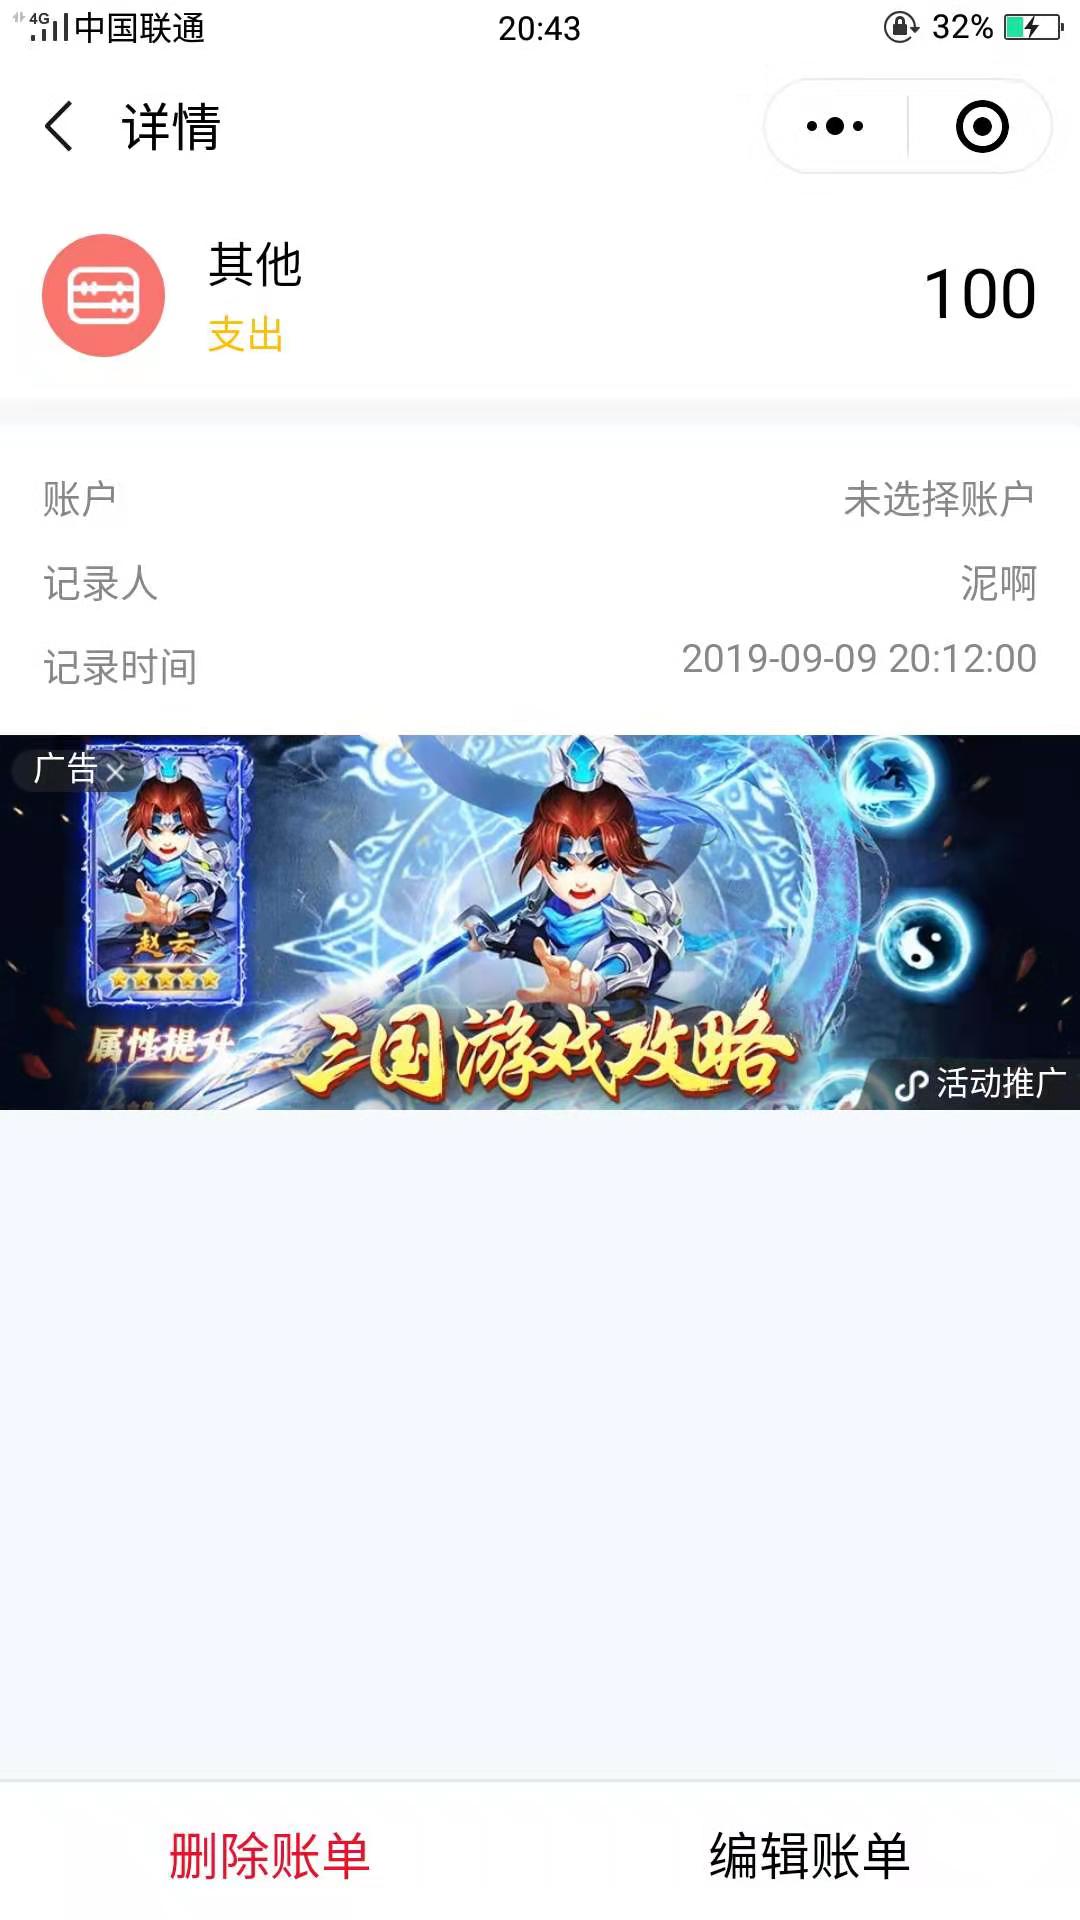 4G 中国联通 20:43 32%
详情
其他
支出
100
账户 未选择账户
记录人 泥啊
记录时间 2019-09-09 20:12:00
广告
赵云
属性提升
三国游戏攻略
活动推广
删除账单 编辑账单